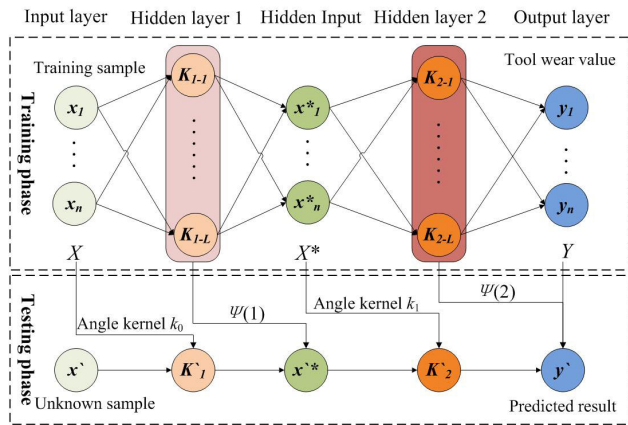 Input layer Hidden layer 1 Hidden Input Hidden layer 2 Output layer
Training phase
Training sample Tool wear value
x1 K1-1 x*1 K2-1 y1
xn K1-L x*n K2-L yn
X X* Y
Testing phase
Angle kernel k0 Ψ(1) Angle kernel k1 Ψ(2)
x` K`1 x`* K`2 y`
Unknown sample Predicted result